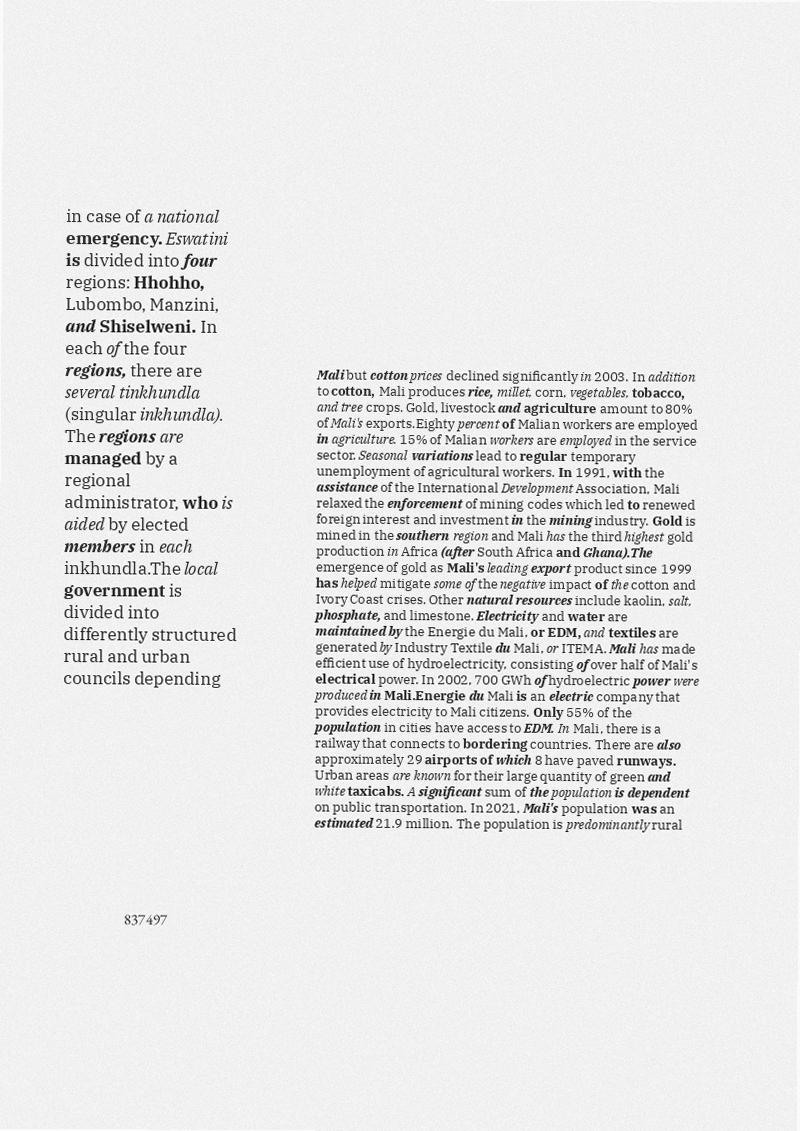 in case of a national
emergency. Eswatini
is divided into four
regions: Hhohho,
Lubombo, Manzini,
and Shiselweni. In
each of the four
regions, there are
several tinkhundla
(singular inkhundla).
The regions are
managed by a
regional
administrator, who is
aided by elected
members in each
inkhundla.The local
government is
divided into
differently structured
rural and urban
councils depending
Mali but cotton prices declined significantly in 2003. In addition
to cotton, Mali produces rice, millet, corn, vegetables, tobacco,
and tree crops. Gold, livestock and agriculture amount to 80%
of Mali's exports.Eighty percent of Malian workers are employed
in agriculture. 15% of Malian workers are employed in the service
sector. Seasonal variations lead to regular temporary
unemployment of agricultural workers. In 1991, with the
assistance of the International Development Association, Mali
relaxed the enforcement of mining codes which led to renewed
foreign interest and investment in the mining industry. Gold is
mined in the southern region and Mali has the third highest gold
production in Africa (after South Africa and Ghana).The
emergence of gold as Mali's leading export product since 1999
has helped mitigate some of the negative impact of the cotton and
Ivory Coast crises. Other natural resources include kaolin, salt,
phosphate, and limestone. Electricity and water are
maintained by the Energie du Mali, or EDM, and textiles are
generated by Industry Textile du Mali, or ITEMA. Mali has made
efficient use of hydroelectricity, consisting of over half of Mali's
electrical power. In 2002, 700 GWh of hydroelectric power were
produced in Mali.Energie du Mali is an electric company that
provides electricity to Mali citizens. Only 55% of the
population in cities have access to EDM. In Mali, there is a
railway that connects to bordering countries. There are also
approximately 29 airports of which 8 have paved runways.
Urban areas are known for their large quantity of green and
white taxicabs. A significant sum of the population is dependent
on public transportation. In 2021, Mali's population was an
estimated 21.9 million. The population is predominantly rural
837497